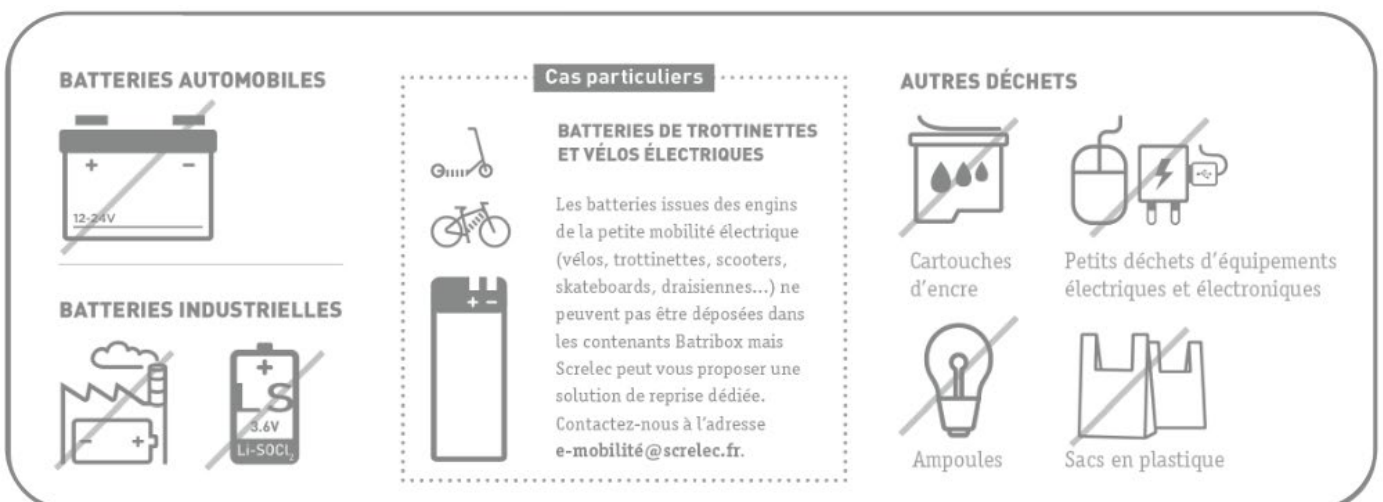 BATTERIES AUTOMOBILES
+ -
12-24V
BATTERIES INDUSTRIELLES
- +
+
LS
3.6V
Li-SOCl₂
Cas particuliers
BATTERIES DE TROTTINETTES
ET VÉLOS ÉLECTRIQUES
+ -
Les batteries issues des engins
de la petite mobilité électrique
(vélos, trottinettes, scooters,
skateboards, draisiennes...) ne
peuvent pas être déposées dans
les contenants Batribox mais
Screlec peut vous proposer une
solution de reprise dédiée.
Contactez-nous à l'adresse
e-mobilité@screlec.fr.
AUTRES DÉCHETS
Cartouches
d'encre
Petits déchets d'équipements
électriques et électroniques
Ampoules
Sacs en plastique